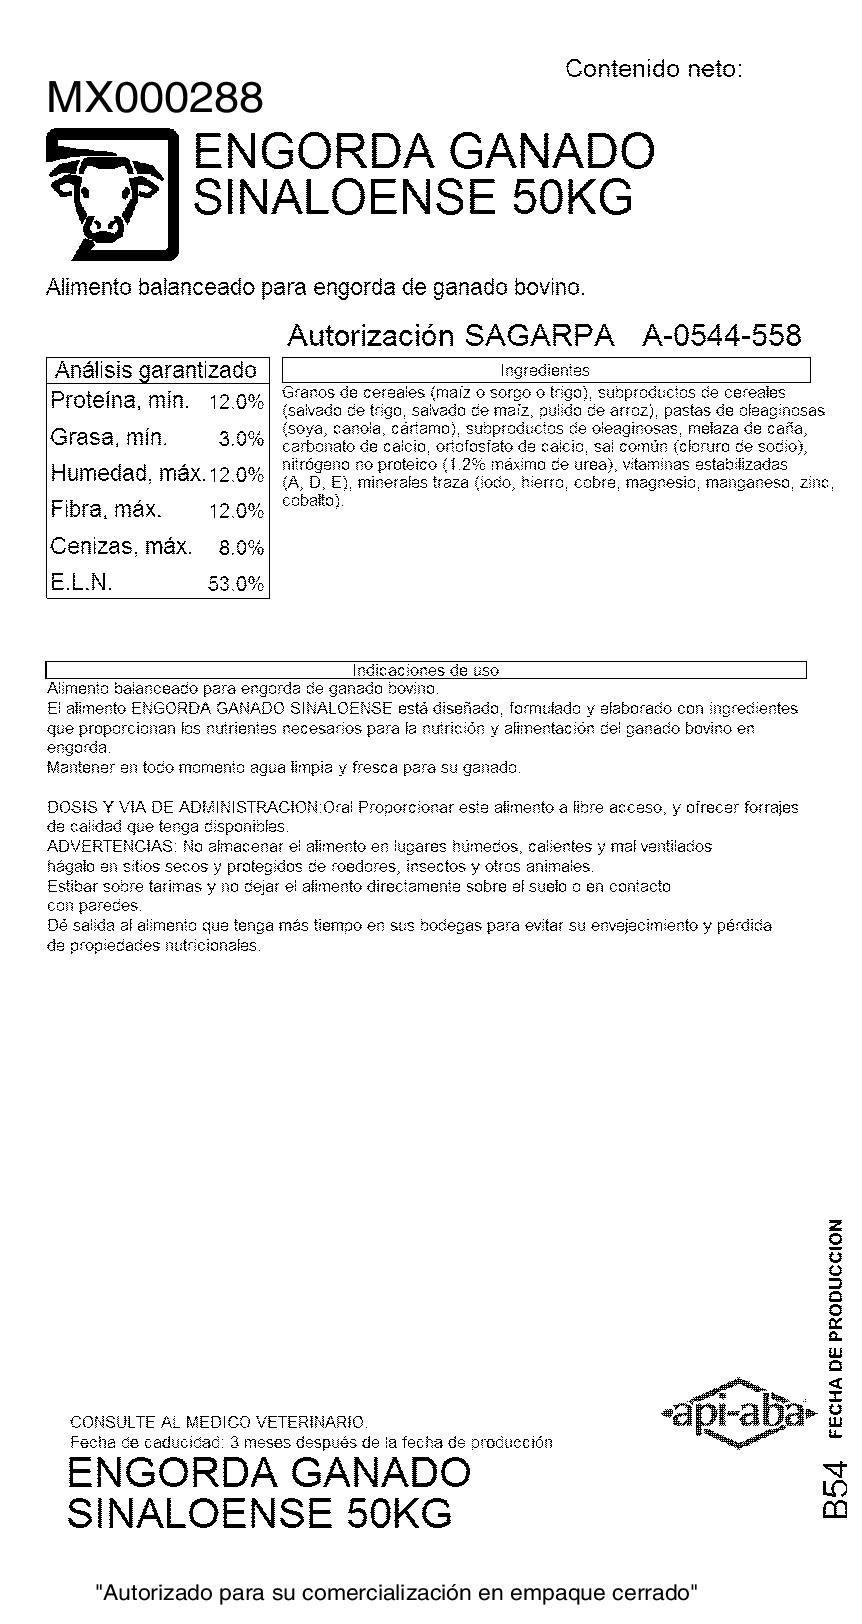 Contenido neto:
MX000288
ENGORDA GANADO
SINALOENSE 50KG
Alimento balanceado para engorda de ganado bovino.
Autorización SAGARPA A-0544-558
Análisis garantizado
Proteína, mín. 12.0%
Grasa, mín. 3.0%
Humedad, máx. 12.0%
Fibra, máx. 12.0%
Cenizas, máx. 8.0%
E.L.N. 53.0%
Ingredientes
Granos de cereales (maíz o sorgo o trigo), subproductos de cereales
(salvado de trigo, salvado de maíz, pulido de arroz), pastas de oleaginosas
(soya, canola, cártamo), subproductos de oleaginosas, melaza de caña,
carbonato de calcio, ortofosfato de calcio, sal común (cloruro de sodio),
nitrógeno no proteico (1.2% máximo de urea), vitaminas estabilizadas
(A, D, E), minerales traza (iodo, hierro, cobre, magnesio, manganeso, zinc,
cobalto).
Indicaciones de uso
Alimento balanceado para engorda de ganado bovino.
El alimento ENGORDA GANADO SINALOENSE está diseñado, formulado y elaborado con ingredientes
que proporcionan los nutrientes necesarios para la nutrición y alimentación del ganado bovino en
engorda.
Mantener en todo momento agua limpia y fresca para su ganado.
DOSIS Y VIA DE ADMINISTRACION:Oral Proporcionar este alimento a libre acceso, y ofrecer forrajes
de calidad que tenga disponibles.
ADVERTENCIAS: No almacenar el alimento en lugares húmedos, calientes y mal ventilados
hágalo en sitios secos y protegidos de roedores, insectos y otros animales.
Estibar sobre tarimas y no dejar el alimento directamente sobre el suelo o en contacto
con paredes.
Dé salida al alimento que tenga más tiempo en sus bodegas para evitar su envejecimiento y pérdida
de propiedades nutricionales.
FECHA DE PRODUCCION
B54
api-aba
CONSULTE AL MEDICO VETERINARIO.
Fecha de caducidad: 3 meses después de la fecha de producción
ENGORDA GANADO
SINALOENSE 50KG
"Autorizado para su comercialización en empaque cerrado"